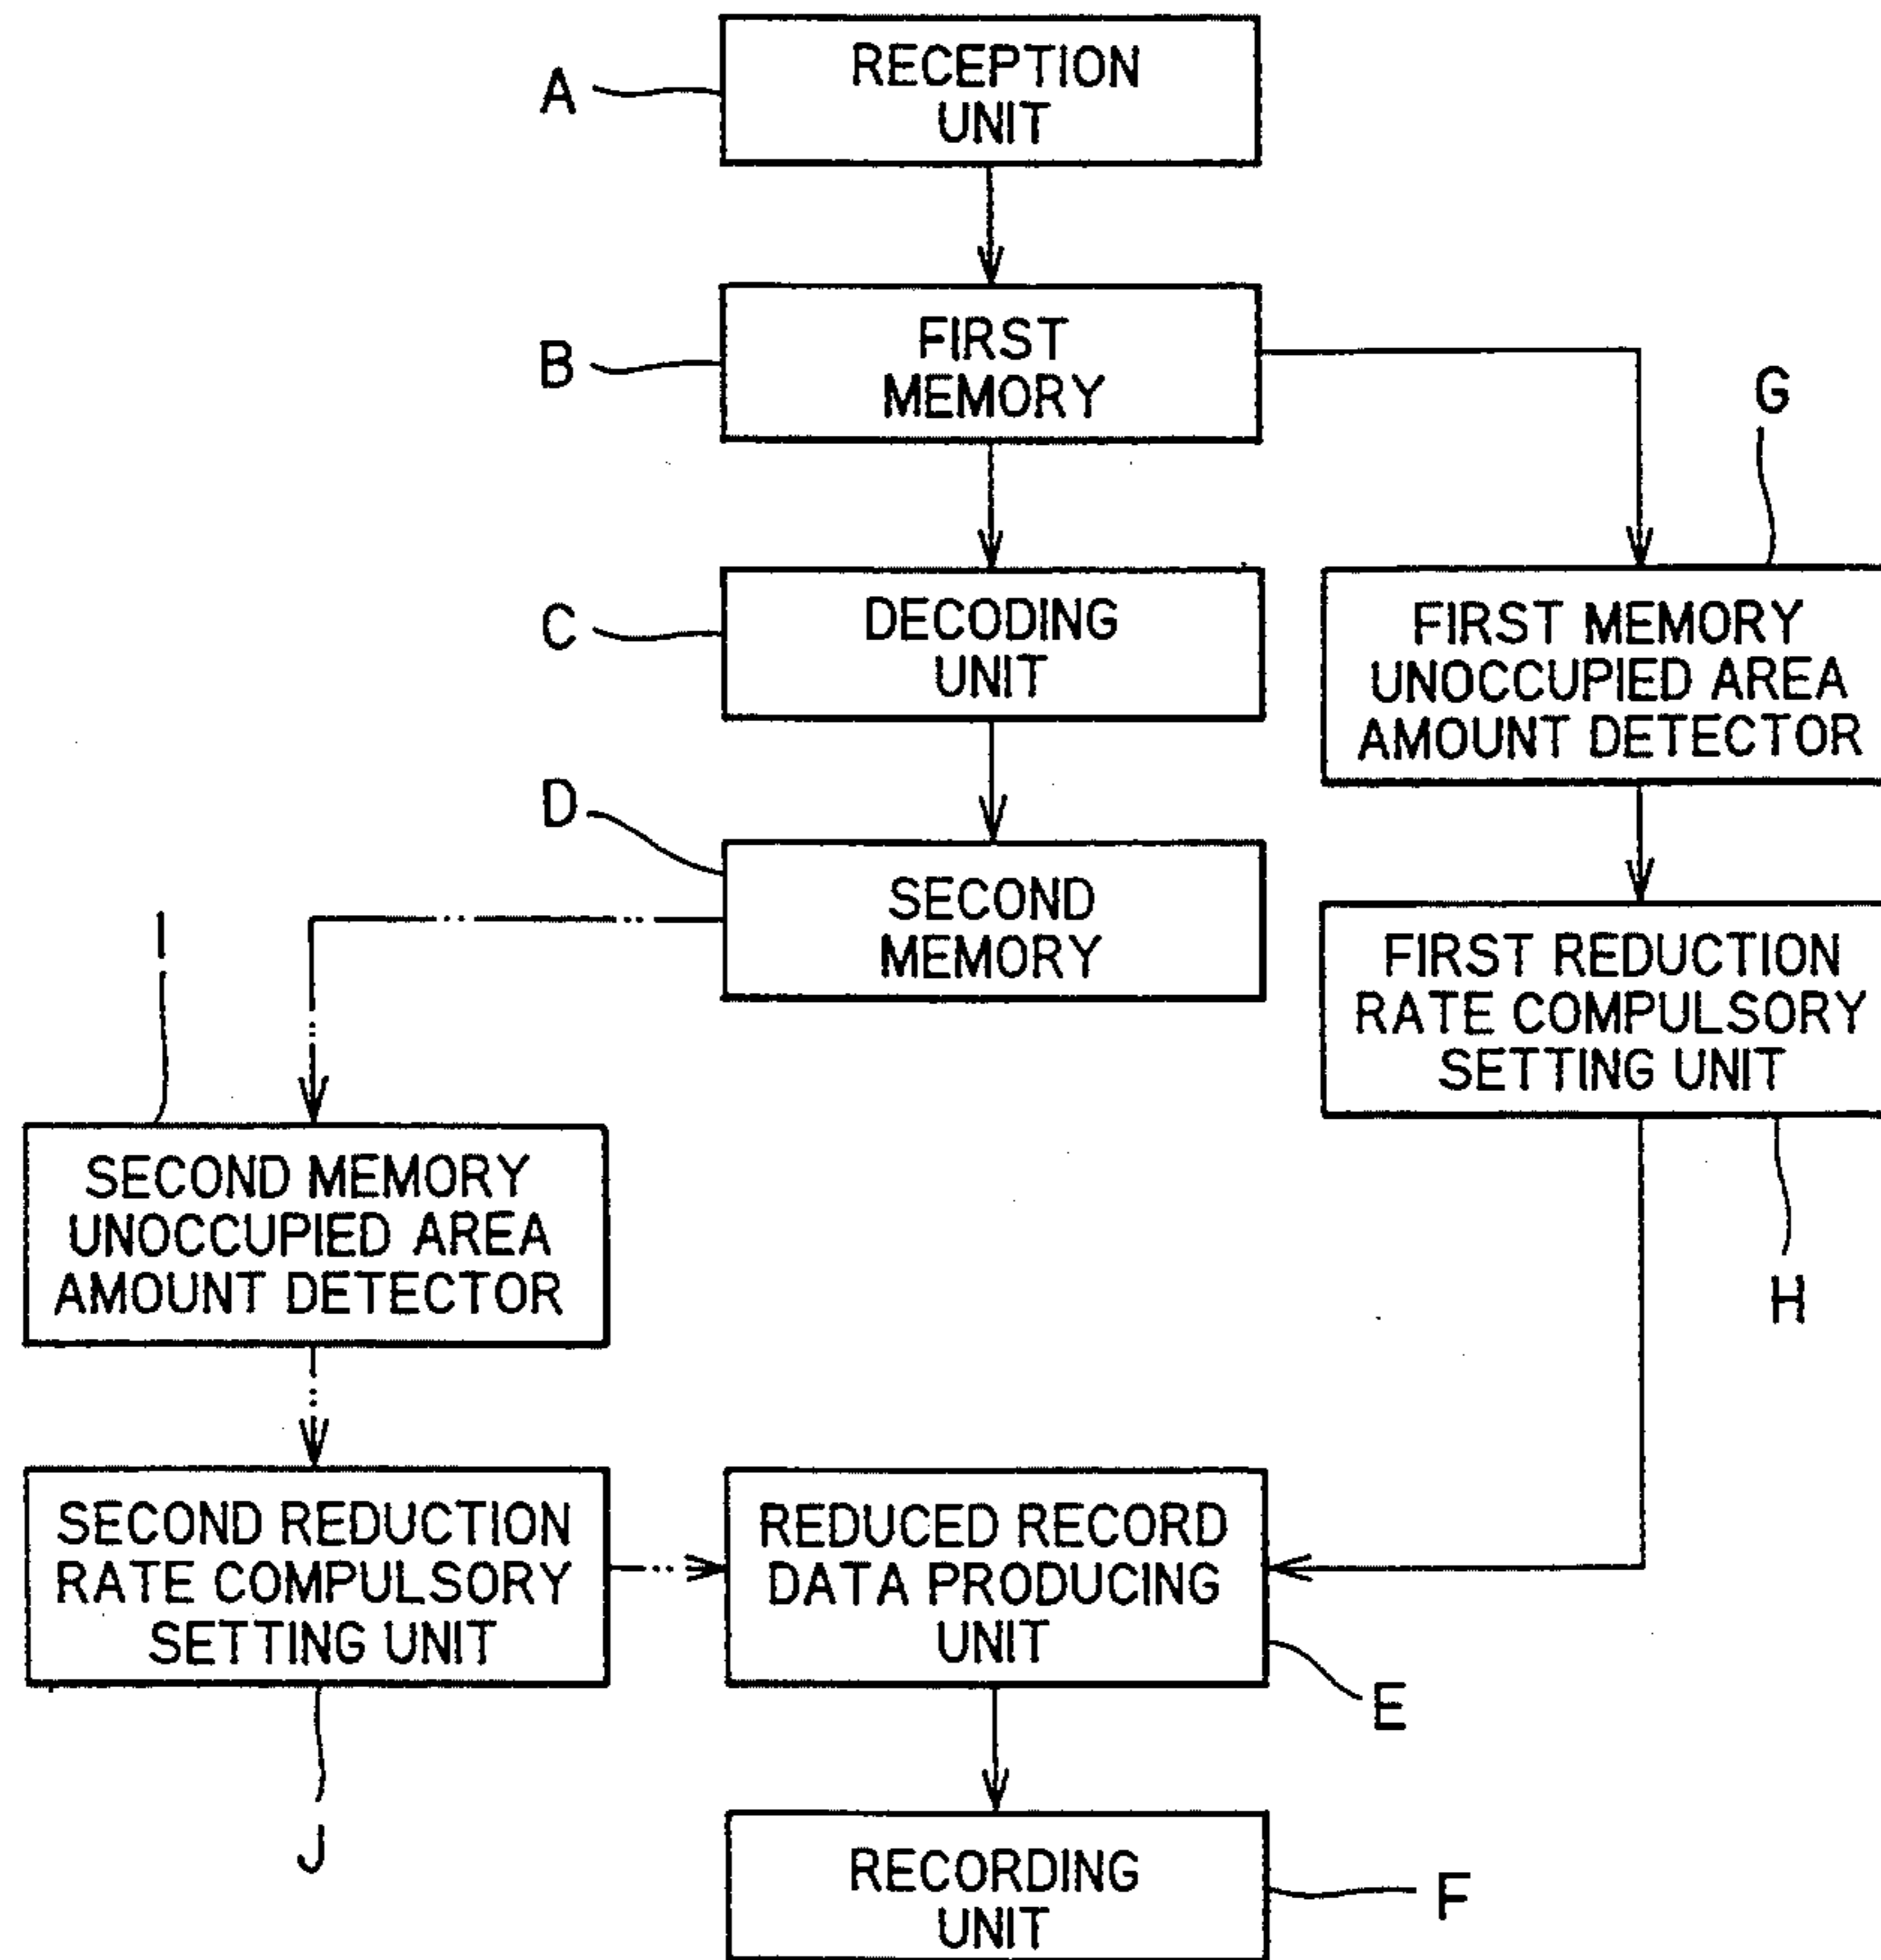 A
RECEPTION
UNIT
B
FIRST
MEMORY
G
C
DECODING
UNIT
FIRST MEMORY
UNOCCUPIED AREA
AMOUNT DETECTOR
D
SECOND
MEMORY
FIRST REDUCTION
RATE COMPULSORY
SETTING UNIT
I
SECOND MEMORY
UNOCCUPIED AREA
AMOUNT DETECTOR
H
SECOND REDUCTION
RATE COMPULSORY
SETTING UNIT
REDUCED RECORD
DATA PRODUCING
UNIT
E
J
RECORDING
UNIT
F